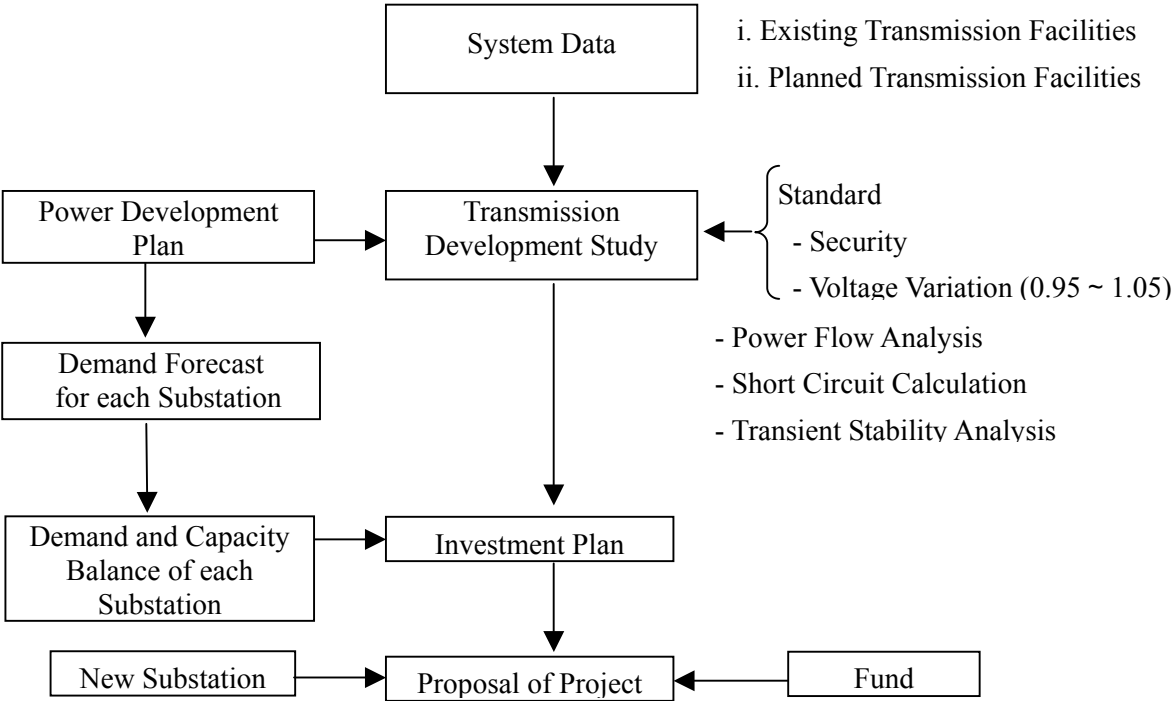 System Data
i. Existing Transmission Facilities
ii. Planned Transmission Facilities
Power Development
Plan
Transmission
Development Study
Standard
- Security
- Voltage Variation (0.95 ~ 1.05)
- Power Flow Analysis
- Short Circuit Calculation
- Transient Stability Analysis
Demand Forecast
for each Substation
Demand and Capacity
Balance of each
Substation
Investment Plan
New Substation
Proposal of Project
Fund